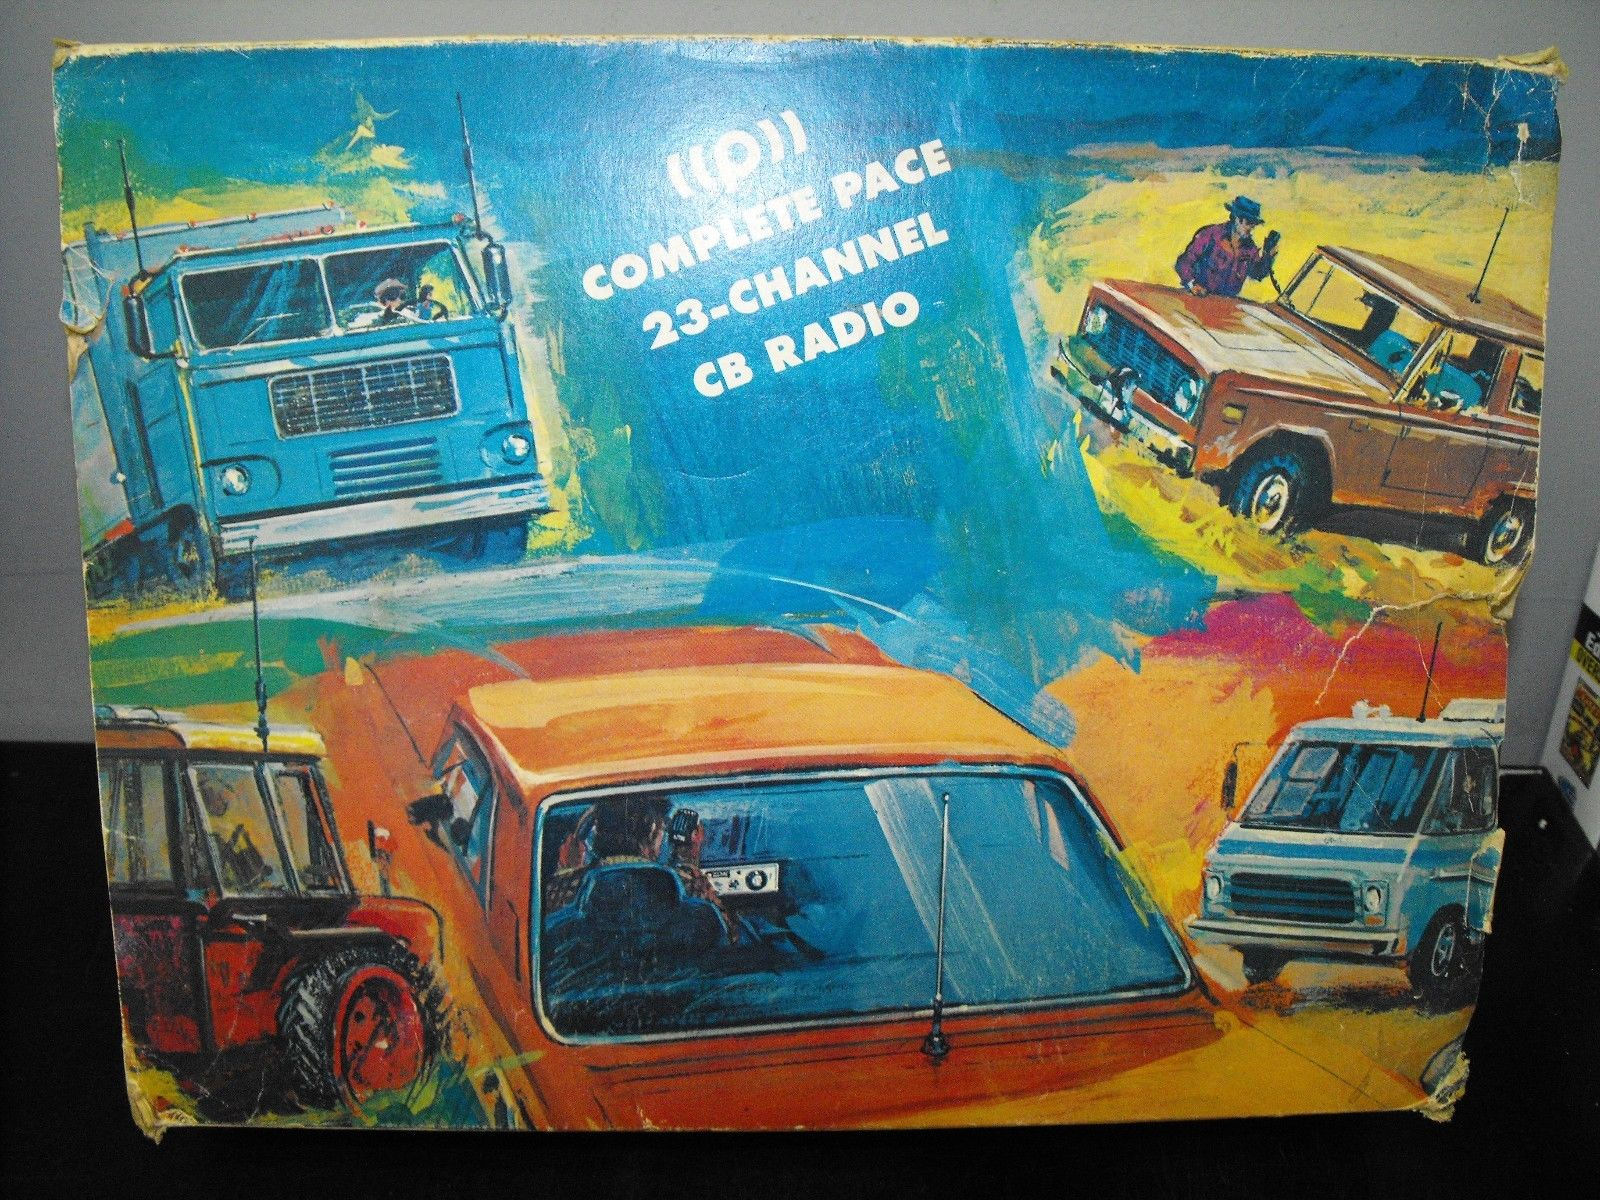 ((p))
COMPLETE PACE
23-CHANNEL
CB RADIO